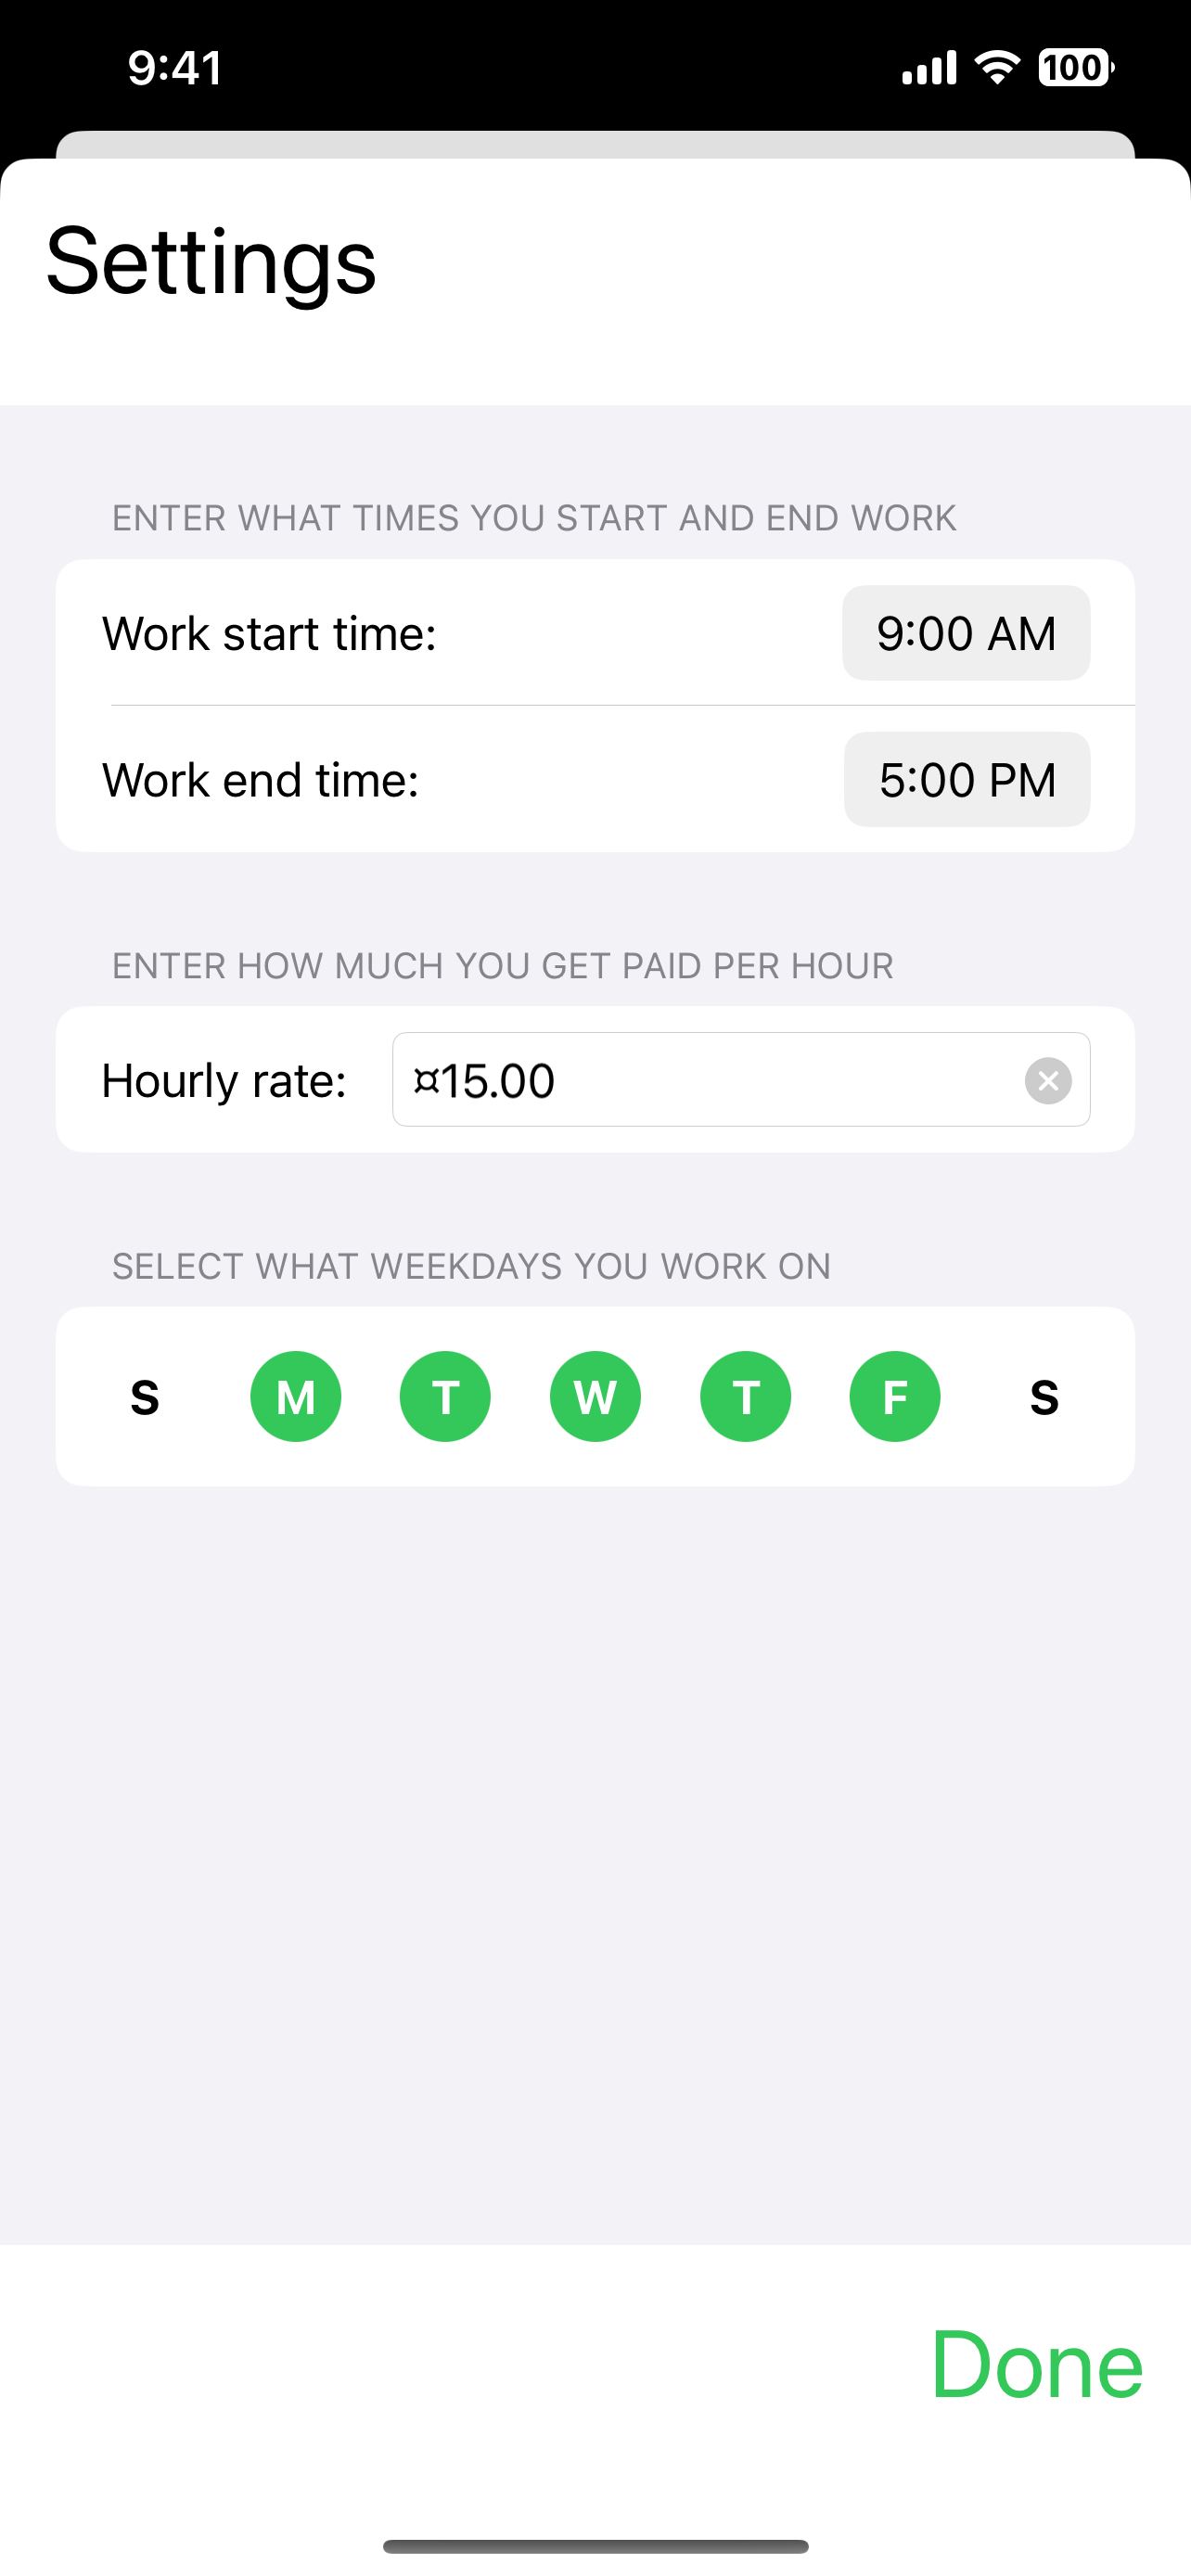 9:41
100
Settings
ENTER WHAT TIMES YOU START AND END WORK
Work start time: 9:00 AM
Work end time: 5:00 PM
ENTER HOW MUCH YOU GET PAID PER HOUR
Hourly rate: ¤15.00
SELECT WHAT WEEKDAYS YOU WORK ON
S M T W T F S
Done